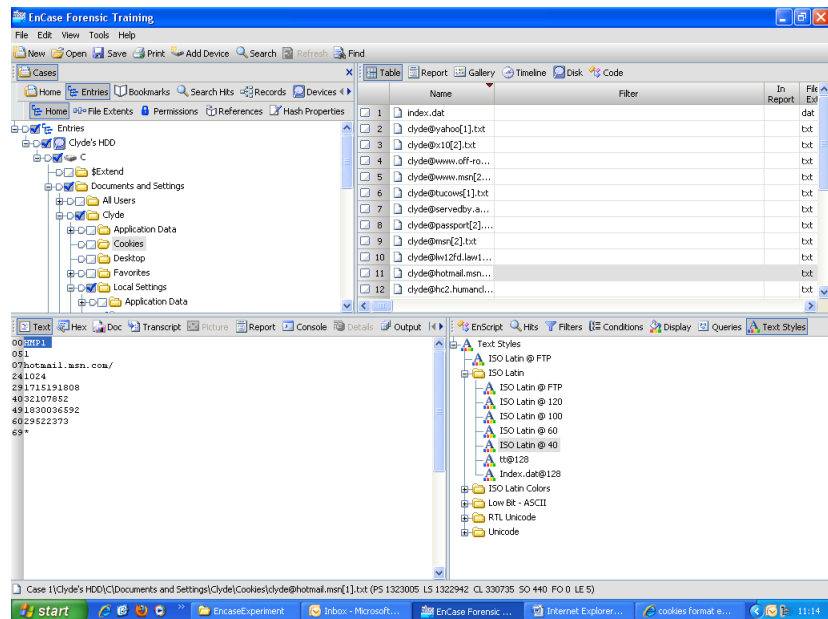 EnCase Forensic Training
File Edit View Tools Help
New Open Save Print Add Device Search Refresh Find
Cases
Home Entries Bookmarks Search Hits Records Devices
Home File Extents Permissions References Hash Properties
Entries
Clyde's HDD
C
$Extend
Documents and Settings
All Users
Clyde
Application Data
Cookies
Desktop
Favorites
Local Settings
Application Data
Table Report Gallery Timeline Disk Code
Name Filter In Report File Ext
1 index.dat dat
2 clyde@yahoo[1].txt txt
3 clyde@x10[2].txt txt
4 clyde@www.off-ro... txt
5 clyde@www.msn[2... txt
6 clyde@tucows[1].txt txt
7 clyde@servedby.a... txt
8 clyde@passport[2].... txt
9 clyde@msn[2].txt txt
10 clyde@lw12fd.law1... txt
11 clyde@hotmail.msn... txt
12 clyde@hc2.humancl... txt
Text Hex Doc Transcript Picture Report Console Details Output
00 HMP1
05 1
07 hotmail.msn.com/
24 1024
29 1715191808
40 32107852
49 1830036592
60 29522373
69 *
EnScript Hits Filters Conditions Display Queries Text Styles
Text Styles
ISO Latin @ FTP
ISO Latin
ISO Latin @ FTP
ISO Latin @ 120
ISO Latin @ 100
ISO Latin @ 60
ISO Latin @ 40
tt@128
Index.dat@128
ISO Latin Colors
Low Bit - ASCII
RTL Unicode
Unicode
Case 1\Clyde's HDD\C\Documents and Settings\Clyde\Cookies\clyde@hotmail.msn[1].txt (PS 1323005 LS 1322942 CL 330735 SO 440 FO 0 LE 5)
start EncaseExperiment Inbox - Microsoft... EnCase Forensic ... Internet Explorer... cookies format e... 11:14